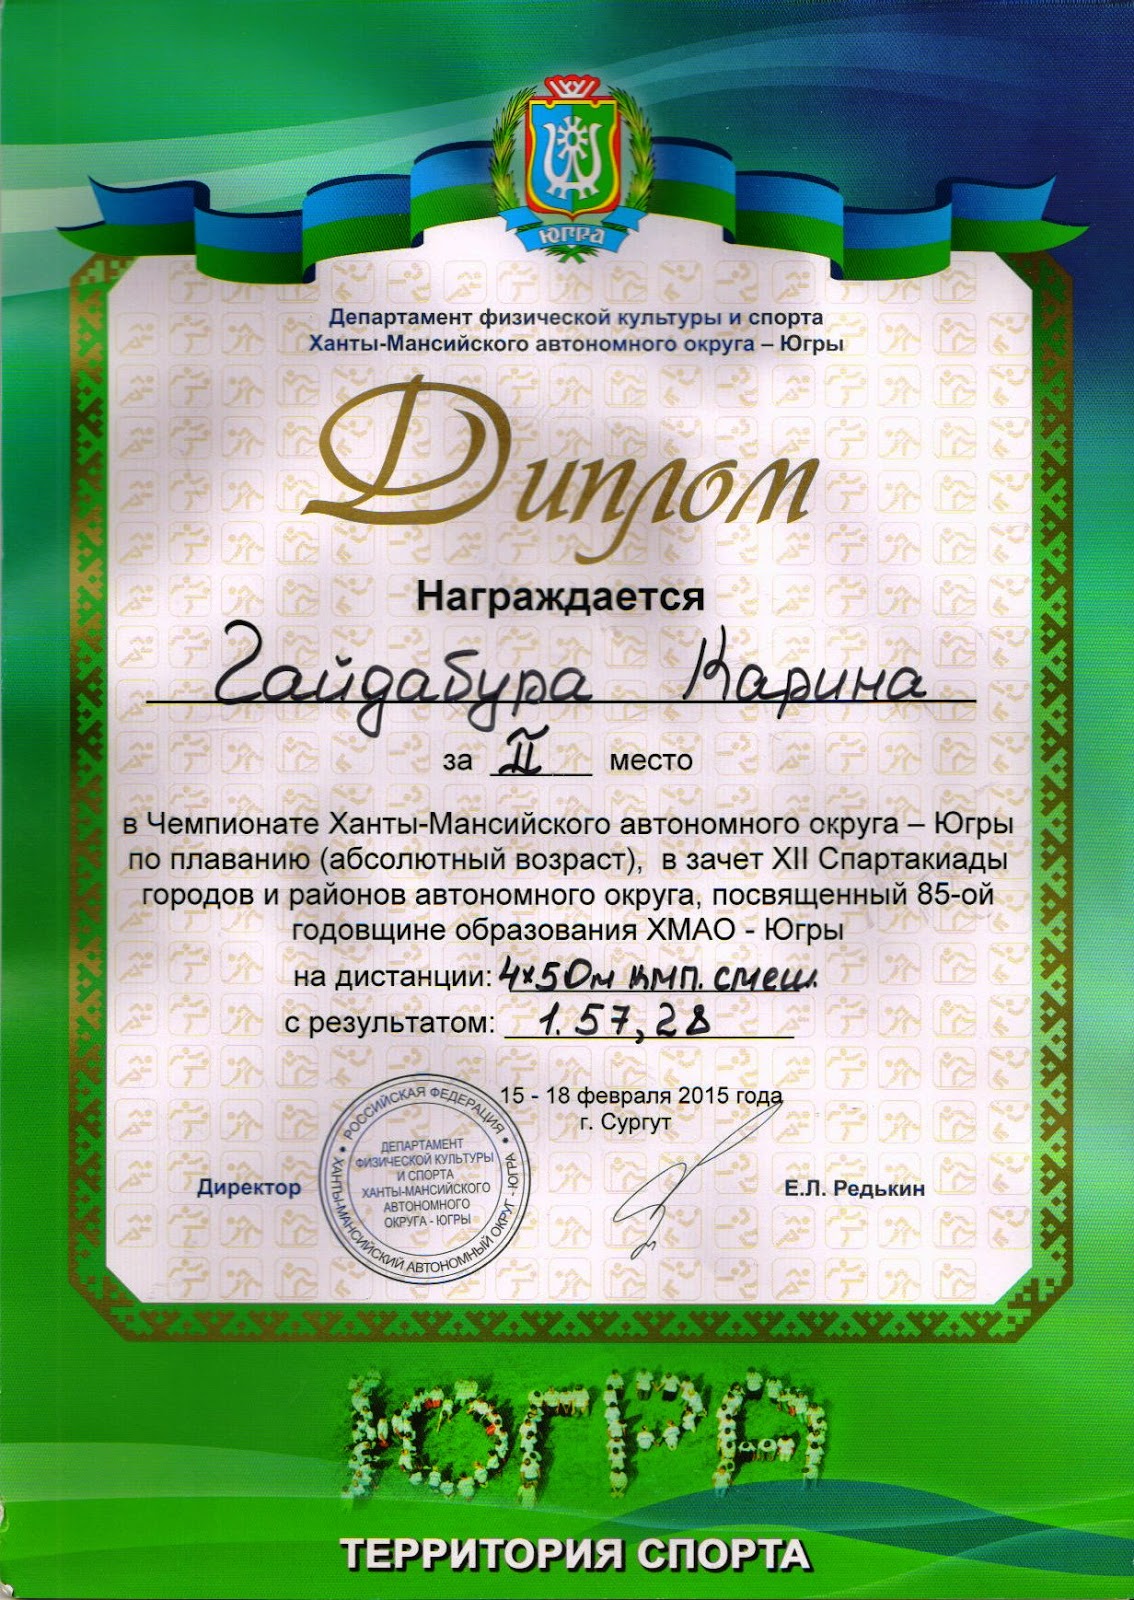 ЮГРА
Департамент физической культуры и спорта
Ханты-Мансийского автономного округа – Югры
Диплом
Награждается
Гайдабура Карина
за II место
в Чемпионате Ханты-Мансийского автономного округа – Югры
по плаванию (абсолютный возраст), в зачет XII Спартакиады
городов и районов автономного округа, посвященный 85-ой
годовщине образования ХМАО - Югры
на дистанции: 4х50м кмп. смеш.
с результатом: 1.57,28
15 - 18 февраля 2015 года
г. Сургут
Директор
РОССИЙСКАЯ ФЕДЕРАЦИЯ
ХАНТЫ-МАНСИЙСКИЙ АВТОНОМНЫЙ ОКРУГ - ЮГРА
ДЕПАРТАМЕНТ
ФИЗИЧЕСКОЙ КУЛЬТУРЫ
И СПОРТА
ХАНТЫ-МАНСИЙСКОГО
АВТОНОМНОГО
ОКРУГА - ЮГРЫ
Е.Л. Редькин
ЮГРА
ТЕРРИТОРИЯ СПОРТА